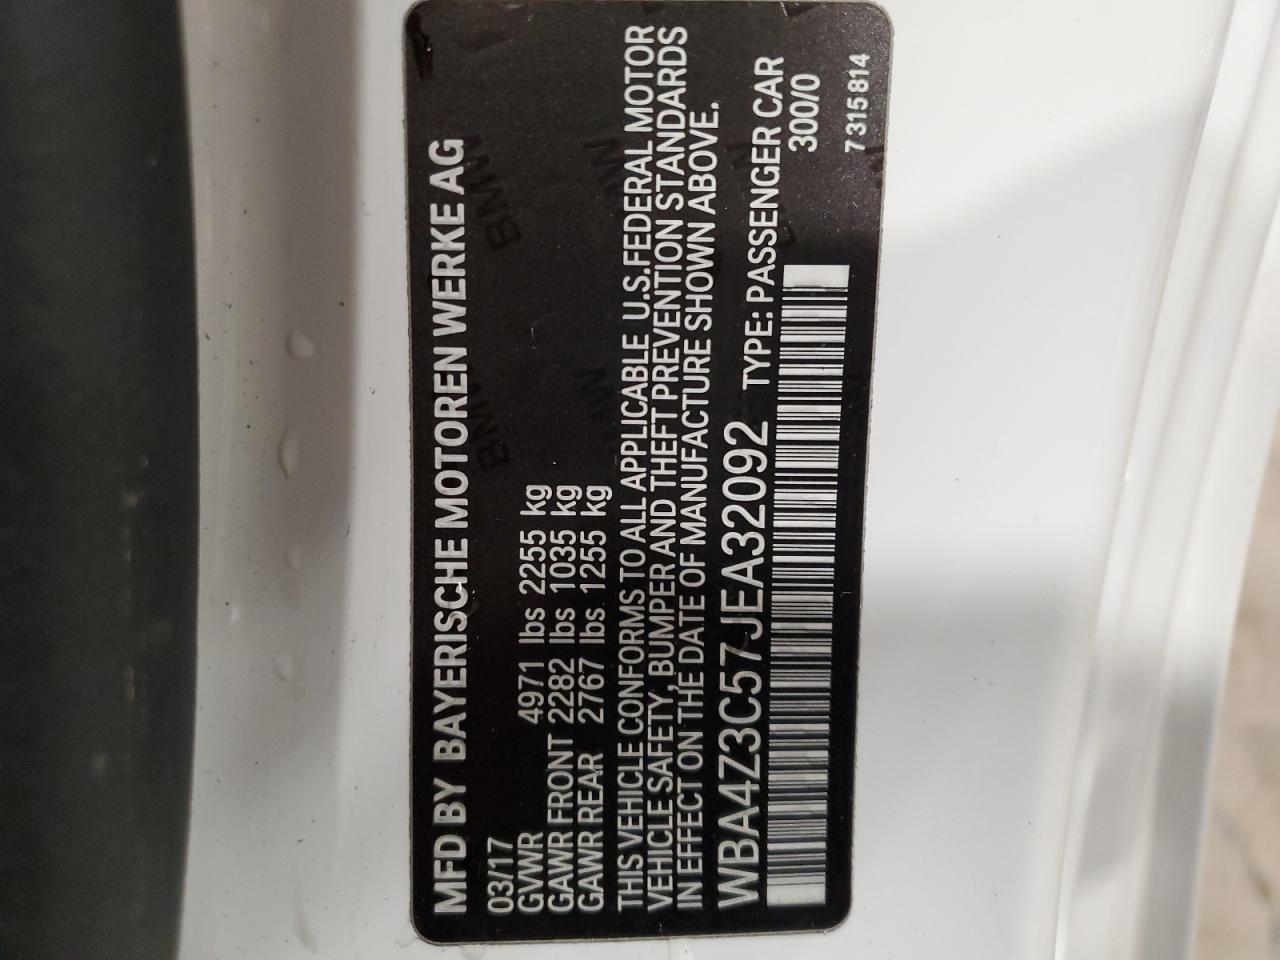 MFD BY BAYERISCHE MOTOREN WERKE AG
03/17
GVWR 4971 lbs 2255 kg
GAWR FRONT 2282 lbs 1035 kg
GAWR REAR 2767 lbs 1255 kg
THIS VEHICLE CONFORMS TO ALL APPLICABLE U.S.FEDERAL MOTOR
VEHICLE SAFETY, BUMPER AND THEFT PREVENTION STANDARDS
IN EFFECT ON THE DATE OF MANUFACTURE SHOWN ABOVE.
WBA4Z3C57JEA32092 TYPE: PASSENGER CAR
300/0
7315814
BMW
BMW